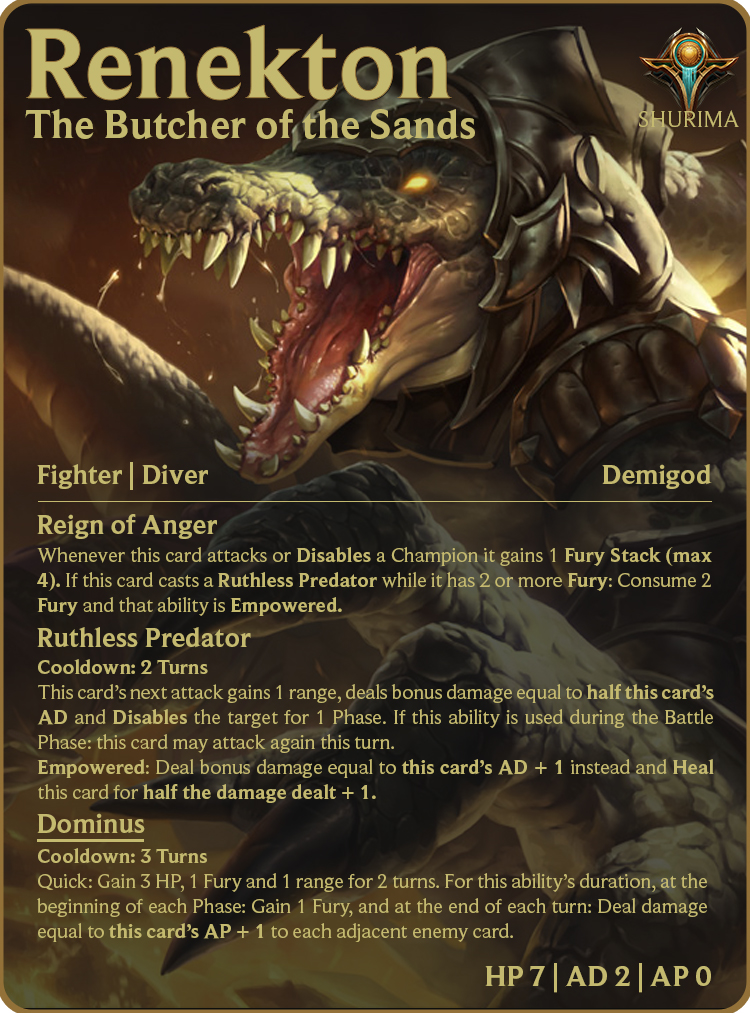 Renekton
The Butcher of the Sands
SHURIMA
Fighter | Diver
Demigod
Reign of Anger
Whenever this card attacks or Disables a Champion it gains 1 Fury Stack (max
4). If this card casts a Ruthless Predator while it has 2 or more Fury: Consume 2
Fury and that ability is Empowered.
Ruthless Predator
Cooldown: 2 Turns
This card's next attack gains 1 range, deals bonus damage equal to half this card's
AD and Disables the target for 1 Phase. If this ability is used during the Battle
Phase: this card may attack again this turn.
Empowered: Deal bonus damage equal to this card's AD + 1 instead and Heal
this card for half the damage dealt + 1.
Dominus
Cooldown: 3 Turns
Quick: Gain 3 HP, 1 Fury and 1 range for 2 turns. For this ability's duration, at the
beginning of each Phase: Gain 1 Fury, and at the end of each turn: Deal damage
equal to this card's AP + 1 to each adjacent enemy card.
HP 7 | AD 2 | AP 0